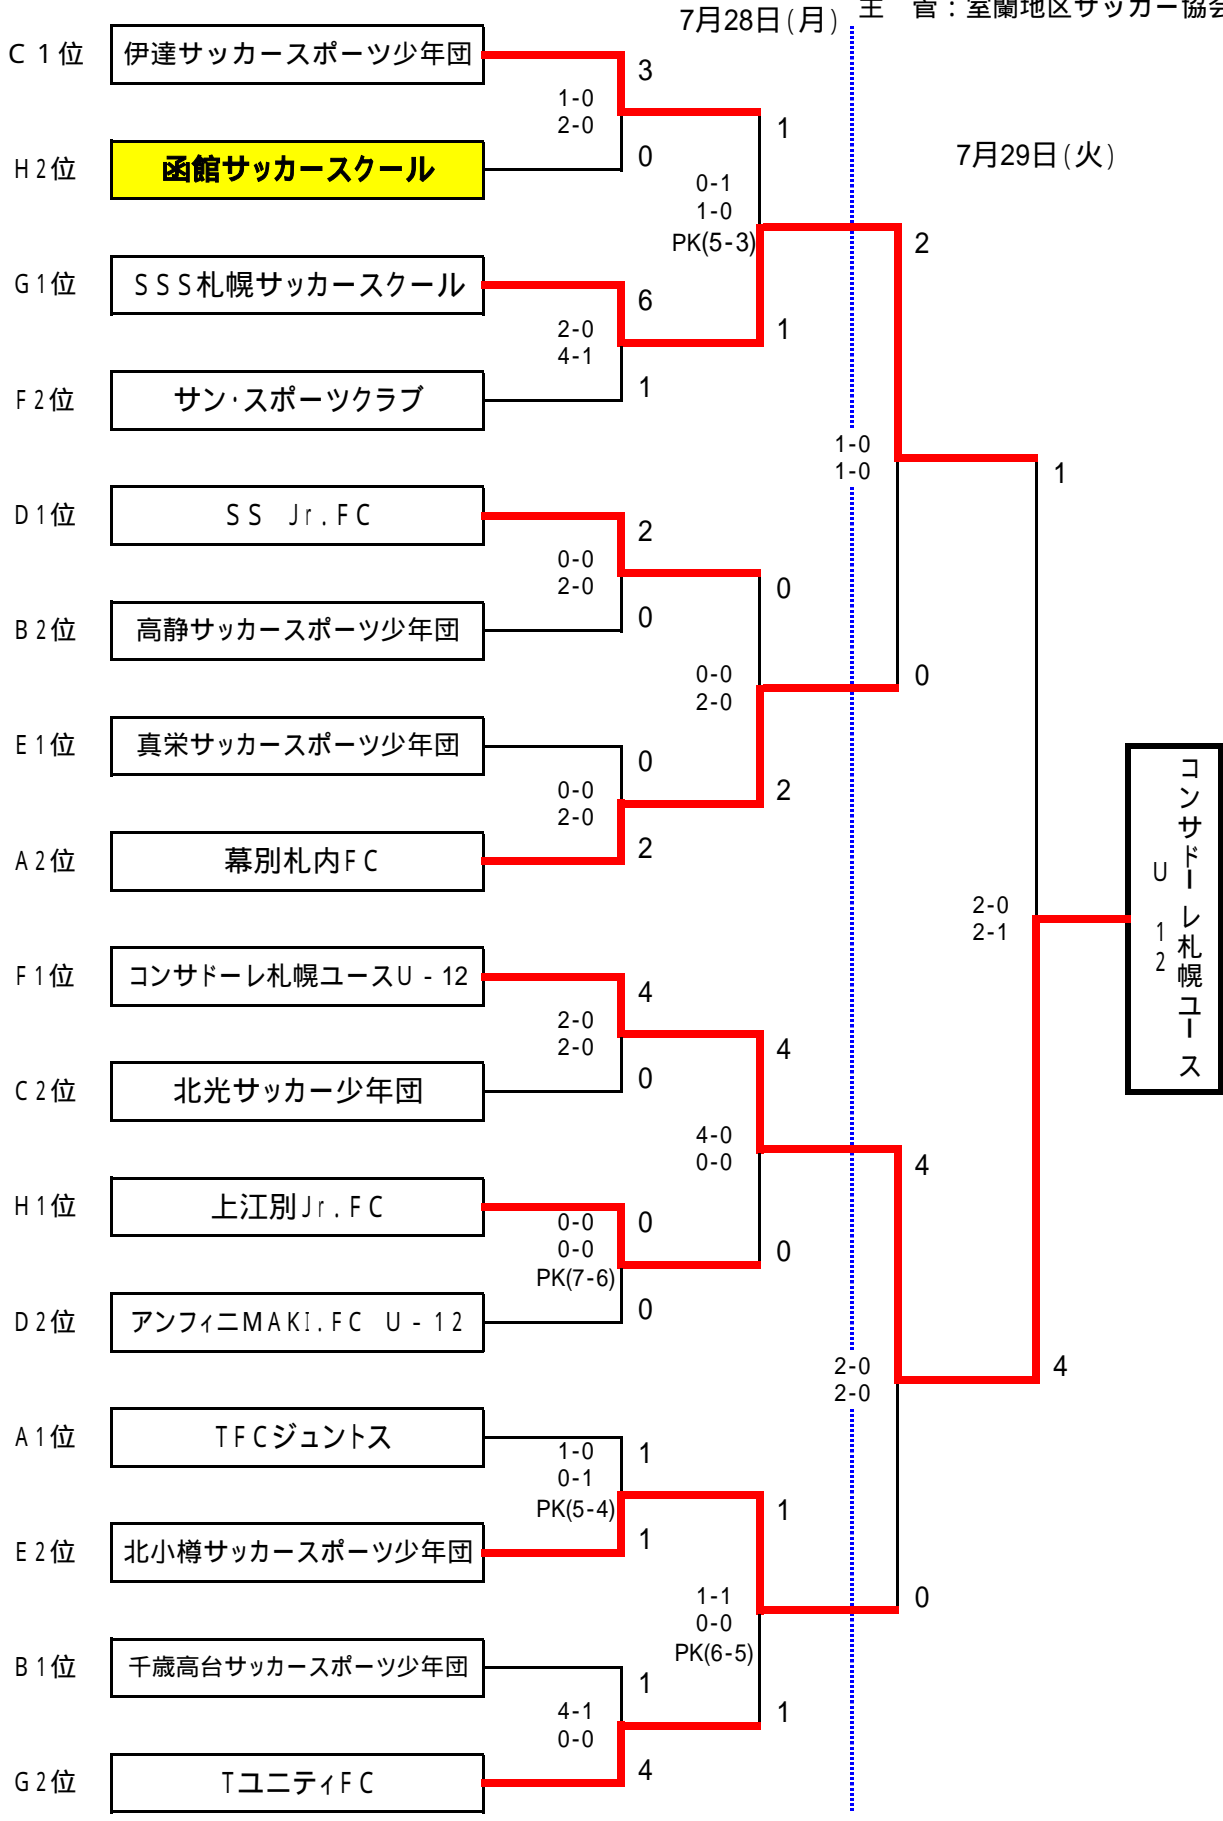 7月28日(月)
主　管：室蘭地区サッカー協会
7月29日(火)
C1位 伊達サッカースポーツ少年団
3
1-0
2-0
1
H2位 函館サッカースクール
0
0-1
1-0
PK(5-3)
2
G1位 SSS札幌サッカースクール
6
2-0
4-1
1
F2位 サン・スポーツクラブ
1
1-0
1-0
1
D1位 SS Jr.FC
2
0-0
2-0
0
B2位 高静サッカースポーツ少年団
0
0-0
2-0
0
E1位 真栄サッカースポーツ少年団
0
0-0
2-0
2
A2位 幕別札内FC
2
2-0
2-1
コンサドーレ札幌ユース
U12
F1位 コンサドーレ札幌ユースU-12
4
2-0
2-0
4
C2位 北光サッカー少年団
0
4-0
0-0
4
H1位 上江別Jr.FC
0
0-0
0-0
PK(7-6)
0
D2位 アンフィニMAKI.FC U-12
0
2-0
2-0
4
A1位 TFCジュントス
1
1-0
0-1
PK(5-4)
1
E2位 北小樽サッカースポーツ少年団
1
1-1
0-0
PK(6-5)
0
B1位 千歳高台サッカースポーツ少年団
1
4-1
0-0
1
G2位 TユニティFC
4